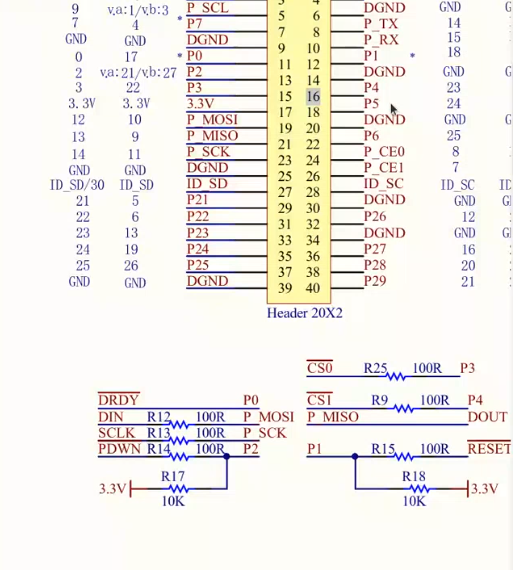 9 v,a:1/v,b:3 P_SCL 5 6 DGND GND GND
7 4 * P7 7 8 P_TX 14
GND GND DGND 9 10 P_RX 15
0 17 * P0 11 12 P1 * 18
2 v,a:21/v,b:27 P2 13 14 DGND GND
3 22 P3 15 16 P4 23
3.3V 3.3V 3.3V 17 18 P5 24
12 10 P_MOSI 19 20 DGND GND
13 9 P_MISO 21 22 P6 25
14 11 P_SCK 23 24 P_CE0 8
GND GND DGND 25 26 P_CE1 7
ID_SD/30 ID_SD ID_SD 27 28 ID_SC ID_SC
21 5 P21 29 30 DGND GND
22 6 P22 31 32 P26 12
23 13 P23 33 34 DGND GND
24 19 P24 35 36 P27 16
25 26 P25 37 38 P28 20
GND GND DGND 39 40 P29 21
Header 20X2
CS0 R25 100R P3
DRDY P0
CS1 R9 100R P4
DIN R12 100R P_MOSI
P_MISO DOUT
SCLK R13 100R P_SCK
PDWN R14 100R P2
P1 R15 100R RESET
3.3V R17 10K
R18 10K 3.3V